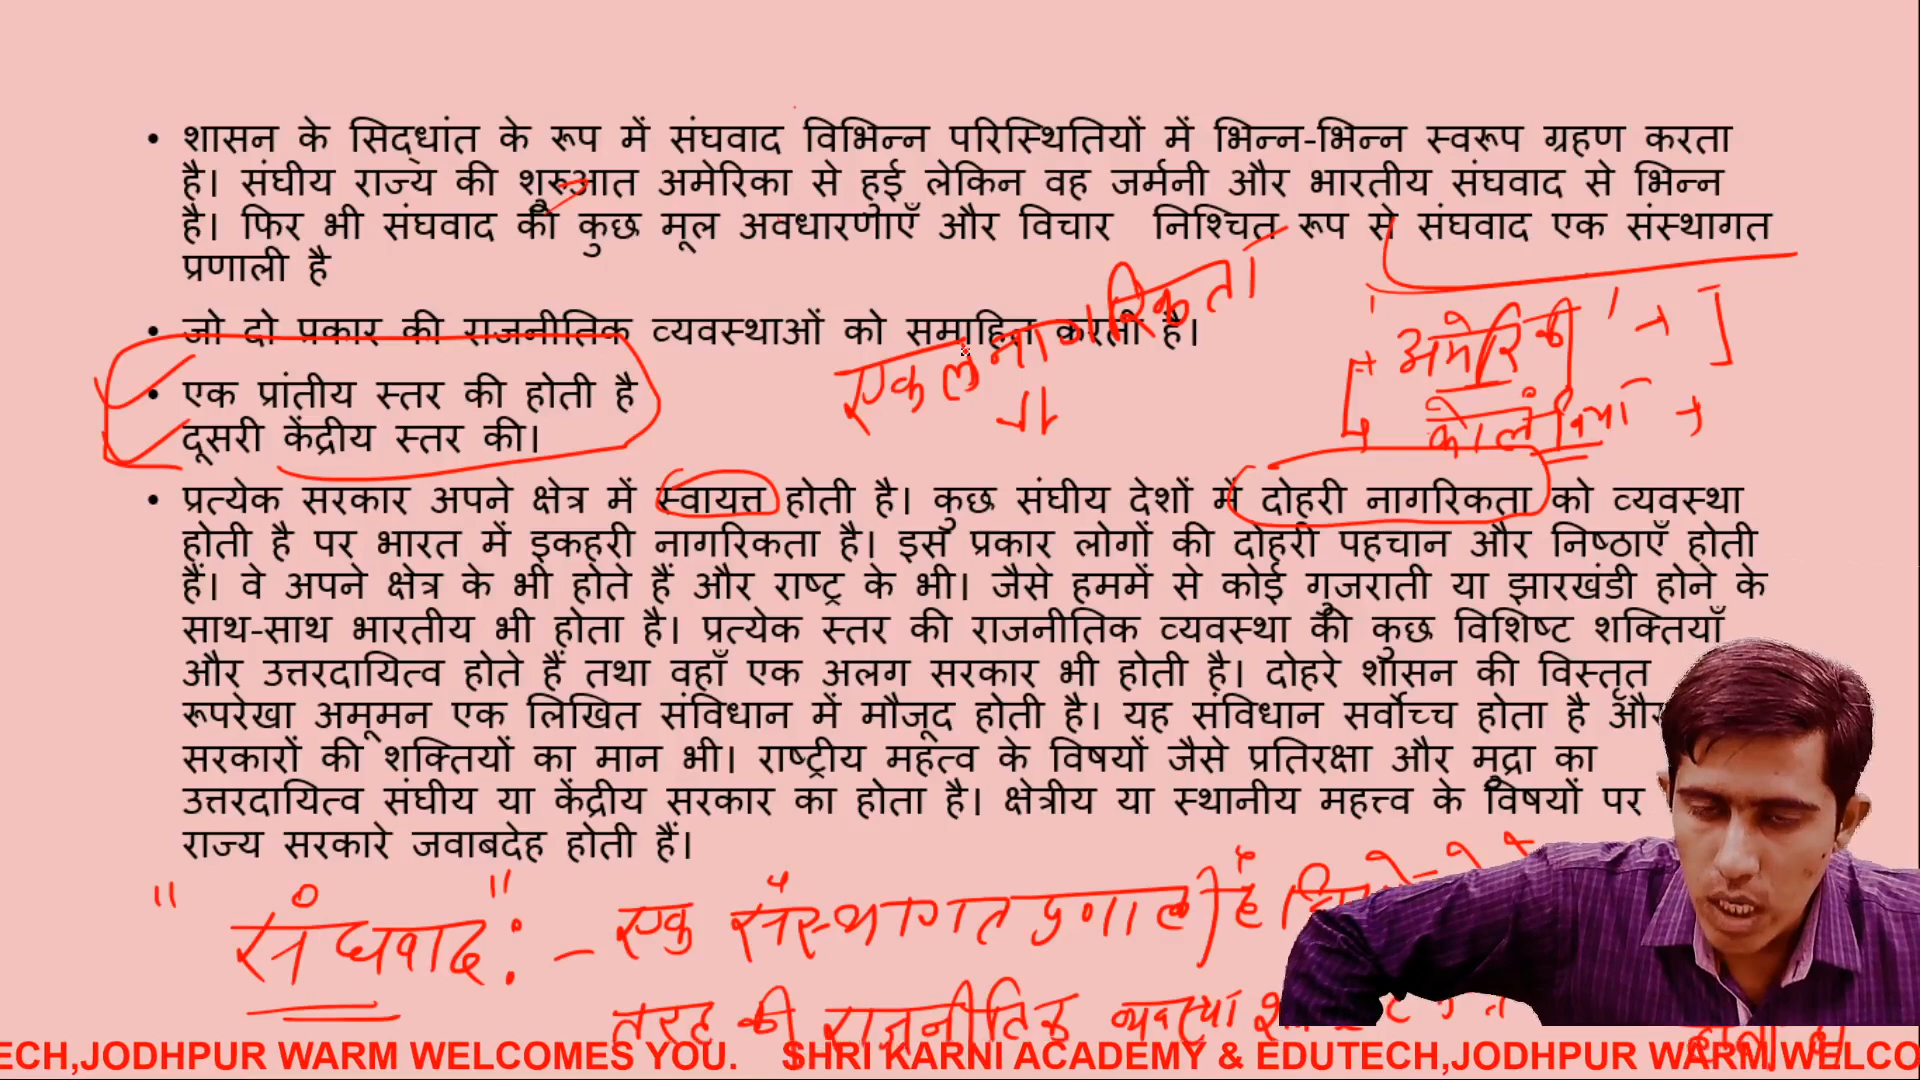 • शासन के सिद्धांत के रूप में संघवाद विभिन्न परिस्थितियों में भिन्न-भिन्न स्वरूप ग्रहण करता
है। संघीय राज्य की शुरुआत अमेरिका से हुई लेकिन वह जर्मनी और भारतीय संघवाद से भिन्न
है। फिर भी संघवाद की कुछ मूल अवधारणाएँ और विचार निश्चित रूप से संघवाद एक संस्थागत
प्रणाली है
• जो दो प्रकार की राजनीतिक व्यवस्थाओं को समाहित करती है।
एकल नागरिकता
अमेरिकी
• एक प्रांतीय स्तर की होती है
दूसरी केंद्रीय स्तर की।
• प्रत्येक सरकार अपने क्षेत्र में स्वायत्त होती है। कुछ संघीय देशों में दोहरी नागरिकता को व्यवस्था
होती है पर भारत में इकहरी नागरिकता है। इस प्रकार लोगों की दोहरी पहचान और निष्ठाएँ होती
हैं। वे अपने क्षेत्र के भी होते हैं और राष्ट्र के भी। जैसे हममें से कोई गुजराती या झारखंडी होने के
साथ-साथ भारतीय भी होता है। प्रत्येक स्तर की राजनीतिक व्यवस्था की कुछ विशिष्ट शक्तियाँ
और उत्तरदायित्व होते हैं तथा वहाँ एक अलग सरकार भी होती है। दोहरे शासन की विस्तृत
रूपरेखा अमूमन एक लिखित संविधान में मौजूद होती है। यह संविधान सर्वोच्च होता है और
सरकारों की शक्तियों का मान भी। राष्ट्रीय महत्व के विषयों जैसे प्रतिरक्षा और मुद्रा का
उत्तरदायित्व संघीय या केंद्रीय सरकार का होता है। क्षेत्रीय या स्थानीय महत्त्व के विषयों पर
राज्य सरकारे जवाबदेह होती हैं।
"संघवाद" :- एक संस्थागत प्रणाली है
तरह की राजनीतिक व्यवस्था
ECH,JODHPUR WARM WELCOMES YOU. SHRI KARNI ACADEMY & EDUTECH,JODHPUR WARM WELCO